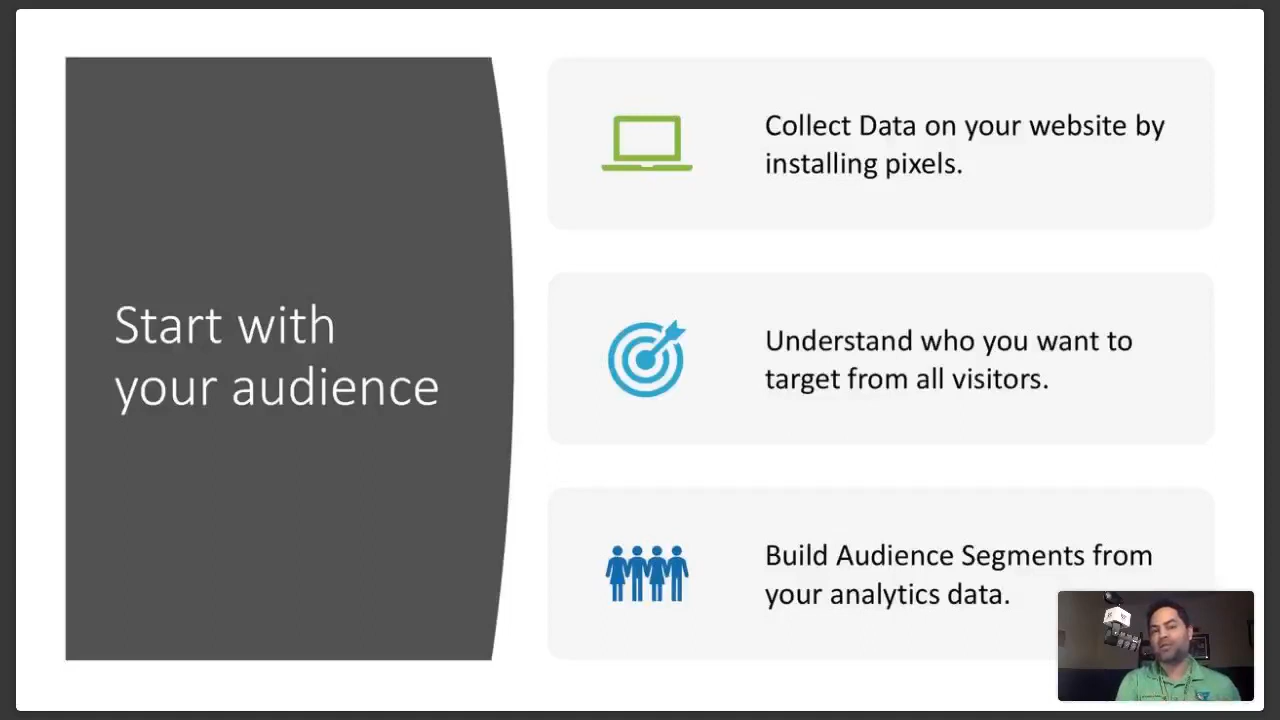 Start with
your audience
Collect Data on your website by
installing pixels.
Understand who you want to
target from all visitors.
Build Audience Segments from
your analytics data.